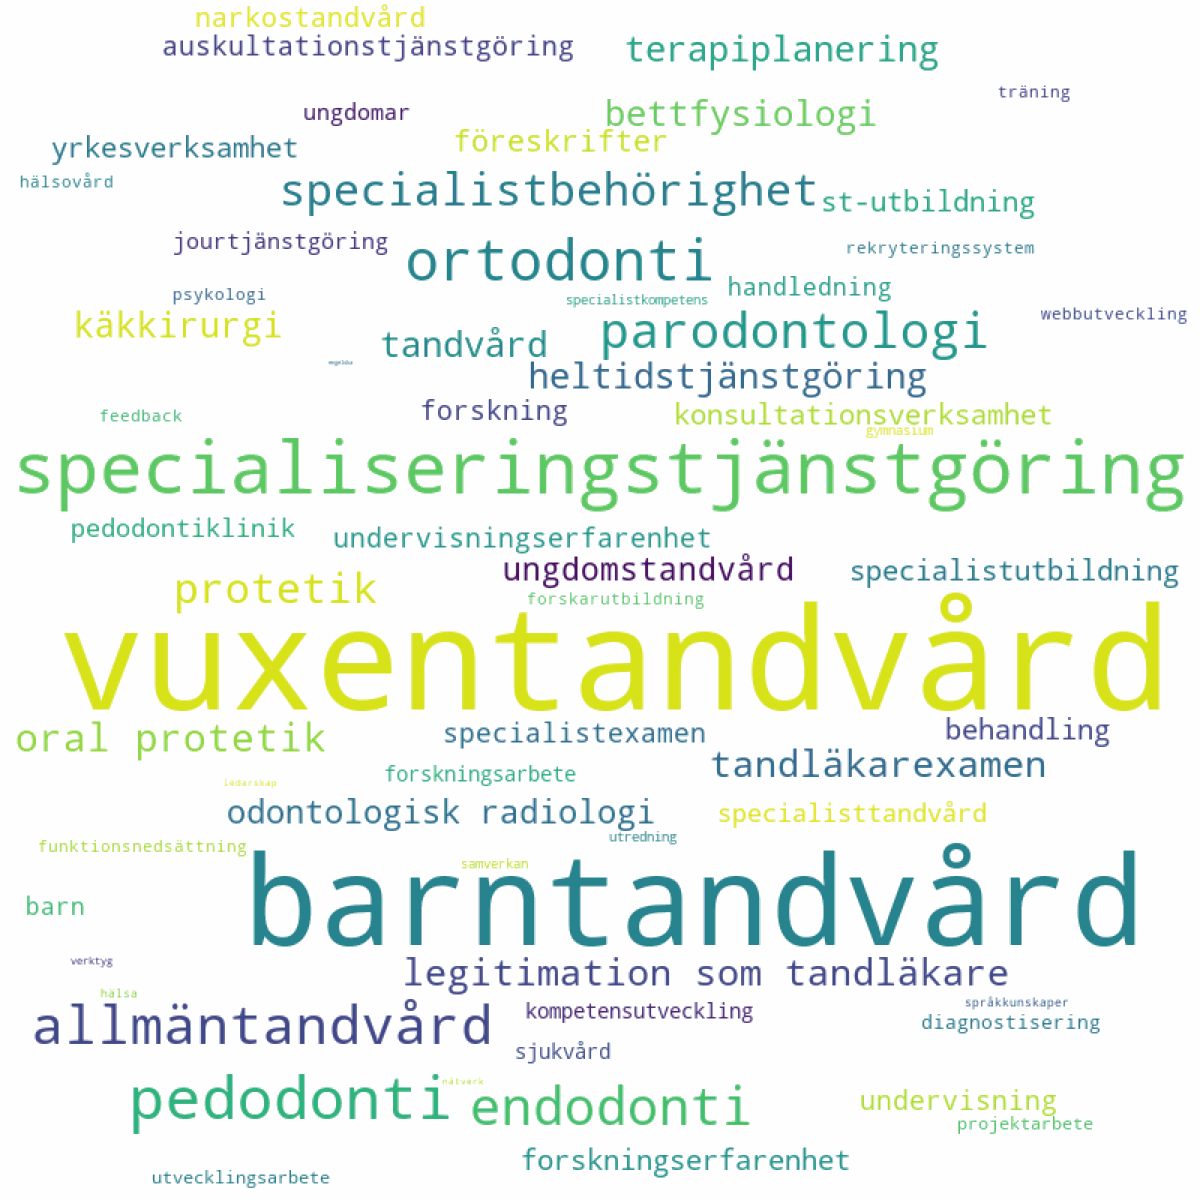 narkostandvård
auskultationstjänstgöring
terapiplanering
träning
ungdomar
bettfysiologi
yrkesverksamhet
föreskrifter
hälsovård
specialistbehörighet
st-utbildning
jourtjänstgöring
ortodonti
rekryteringssystem
psykologi
specialistkompetens
handledning
käkkirurgi
webbutveckling
tandvård
parodontologi
engelska
heltidstjänstgöring
feedback
forskning
konsultationsverksamhet
gymnasium
specialiseringstjänstgöring
pedodontiklinik
undervisningserfarenhet
ungdomstandvård
specialistutbildning
protetik
forskarutbildning
vuxentandvård
oral protetik
specialistexamen
behandling
forskningsarbete
tandläkarexamen
ledarskap
odontologisk radiologi
specialisttandvård
utredning
funktionsnedsättning
samverkan
barntandvård
barn
verktyg
legitimation som tandläkare
hälsa
allmäntandvård
kompetensutveckling
språkkunskaper
diagnostisering
sjukvård
pedodonti
nätverk
endodonti
undervisning
projektarbete
forskningserfarenhet
utvecklingsarbete